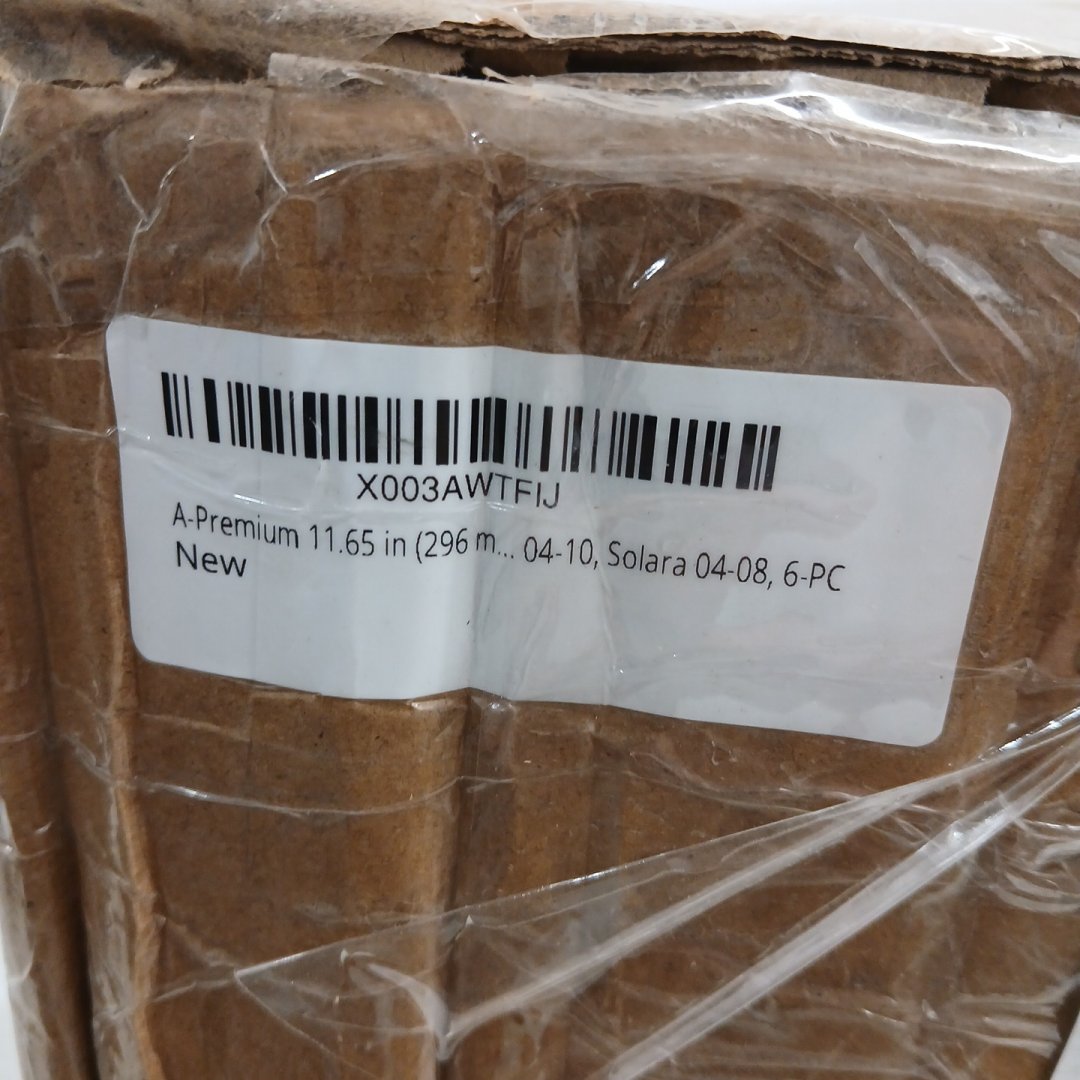 X003AWTFIJ
A-Premium 11.65 in (296 m... 04-10, Solara 04-08, 6-PC
New